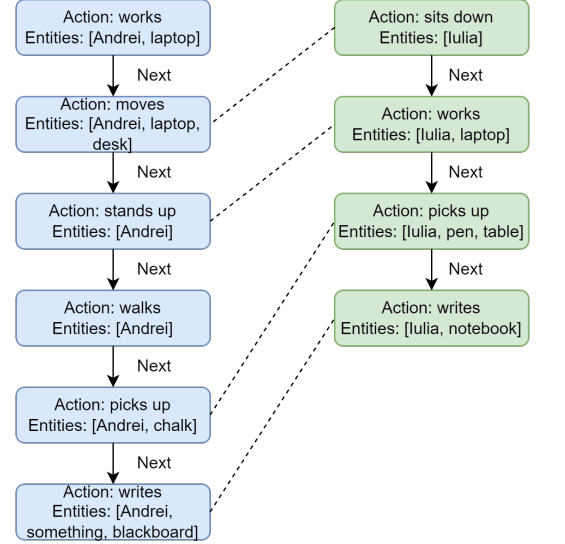 Action: works
Entities: [Andrei, laptop]
Next
Action: moves
Entities: [Andrei, laptop,
desk]
Next
Action: stands up
Entities: [Andrei]
Next
Action: walks
Entities: [Andrei]
Next
Action: picks up
Entities: [Andrei, chalk]
Next
Action: writes
Entities: [Andrei,
something, blackboard]
Action: sits down
Entities: [Iulia]
Next
Action: works
Entities: [Iulia, laptop]
Next
Action: picks up
Entities: [Iulia, pen, table]
Next
Action: writes
Entities: [Iulia, notebook]